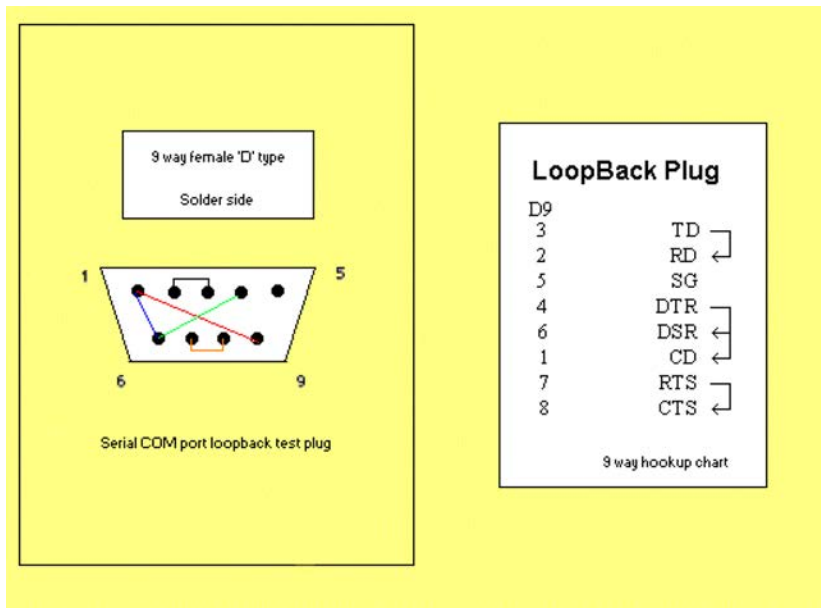 9 way female 'D' type
Solder side
1
5
6
9
Serial COM port loopback test plug
LoopBack Plug
D9
3 TD
2 RD
5 SG
4 DTR
6 DSR
1 CD
7 RTS
8 CTS
9 way hookup chart